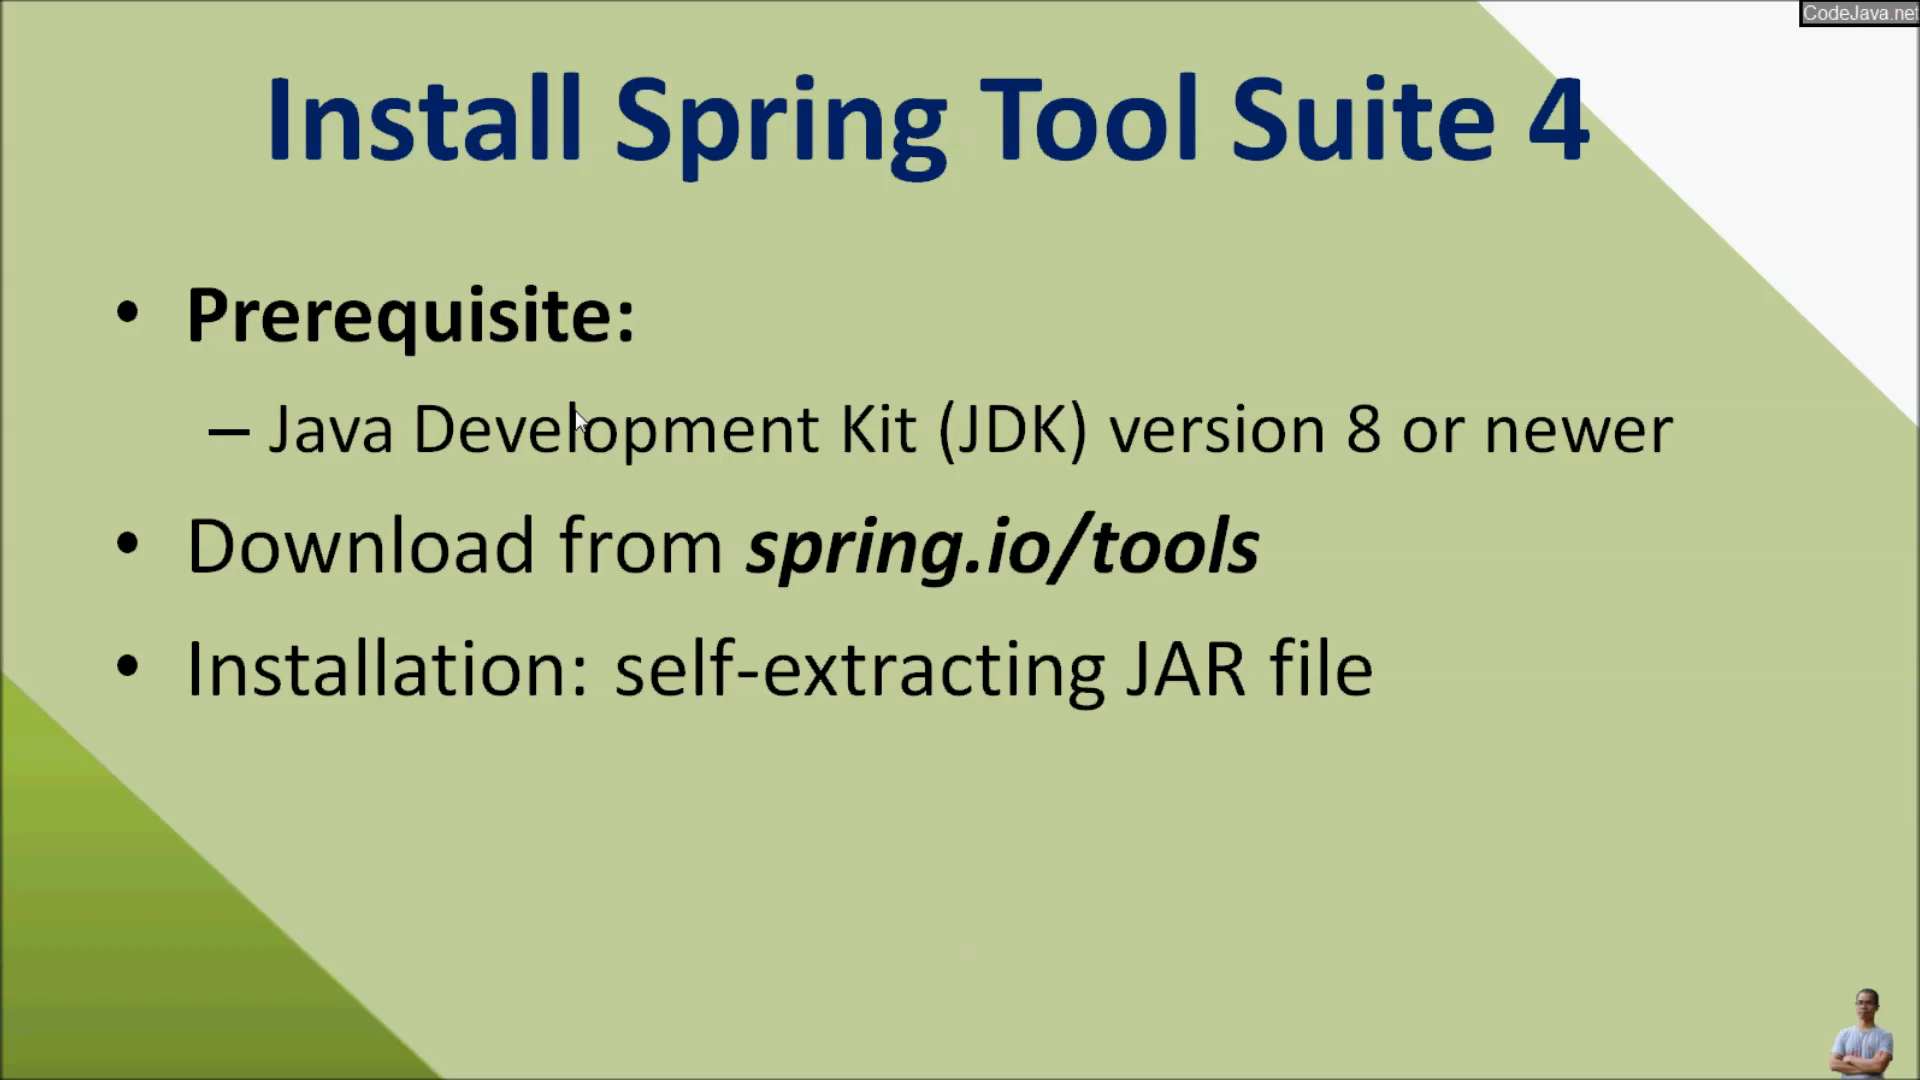 CodeJava.net
Install Spring Tool Suite 4
• Prerequisite:
– Java Development Kit (JDK) version 8 or newer
• Download from spring.io/tools
• Installation: self-extracting JAR file